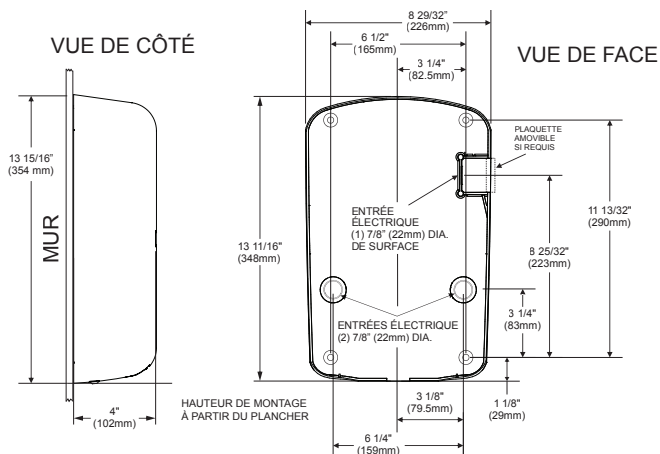 VUE DE CÔTÉ
13 15/16”
(354 mm)
MUR
4"
(102mm)
HAUTEUR DE MONTAGE
À PARTIR DU PLANCHER
VUE DE FACE
8 29/32”
(226mm)
6 1/2"
(165mm)
3 1/4"
(82.5mm)
PLAQUETTE
AMOVIBLE
SI REQUIS
13 11/16"
(348mm)
ENTRÉE
ÉLECTRIQUE
(1) 7/8” (22mm) DIA.
DE SURFACE
11 13/32"
(290mm)
8 25/32"
(223mm)
3 1/4"
(83mm)
ENTRÉES ÉLECTRIQUE
(2) 7/8” (22mm) DIA.
3 1/8"
(79.5mm)
1 1/8"
(29mm)
6 1/4"
(159mm)